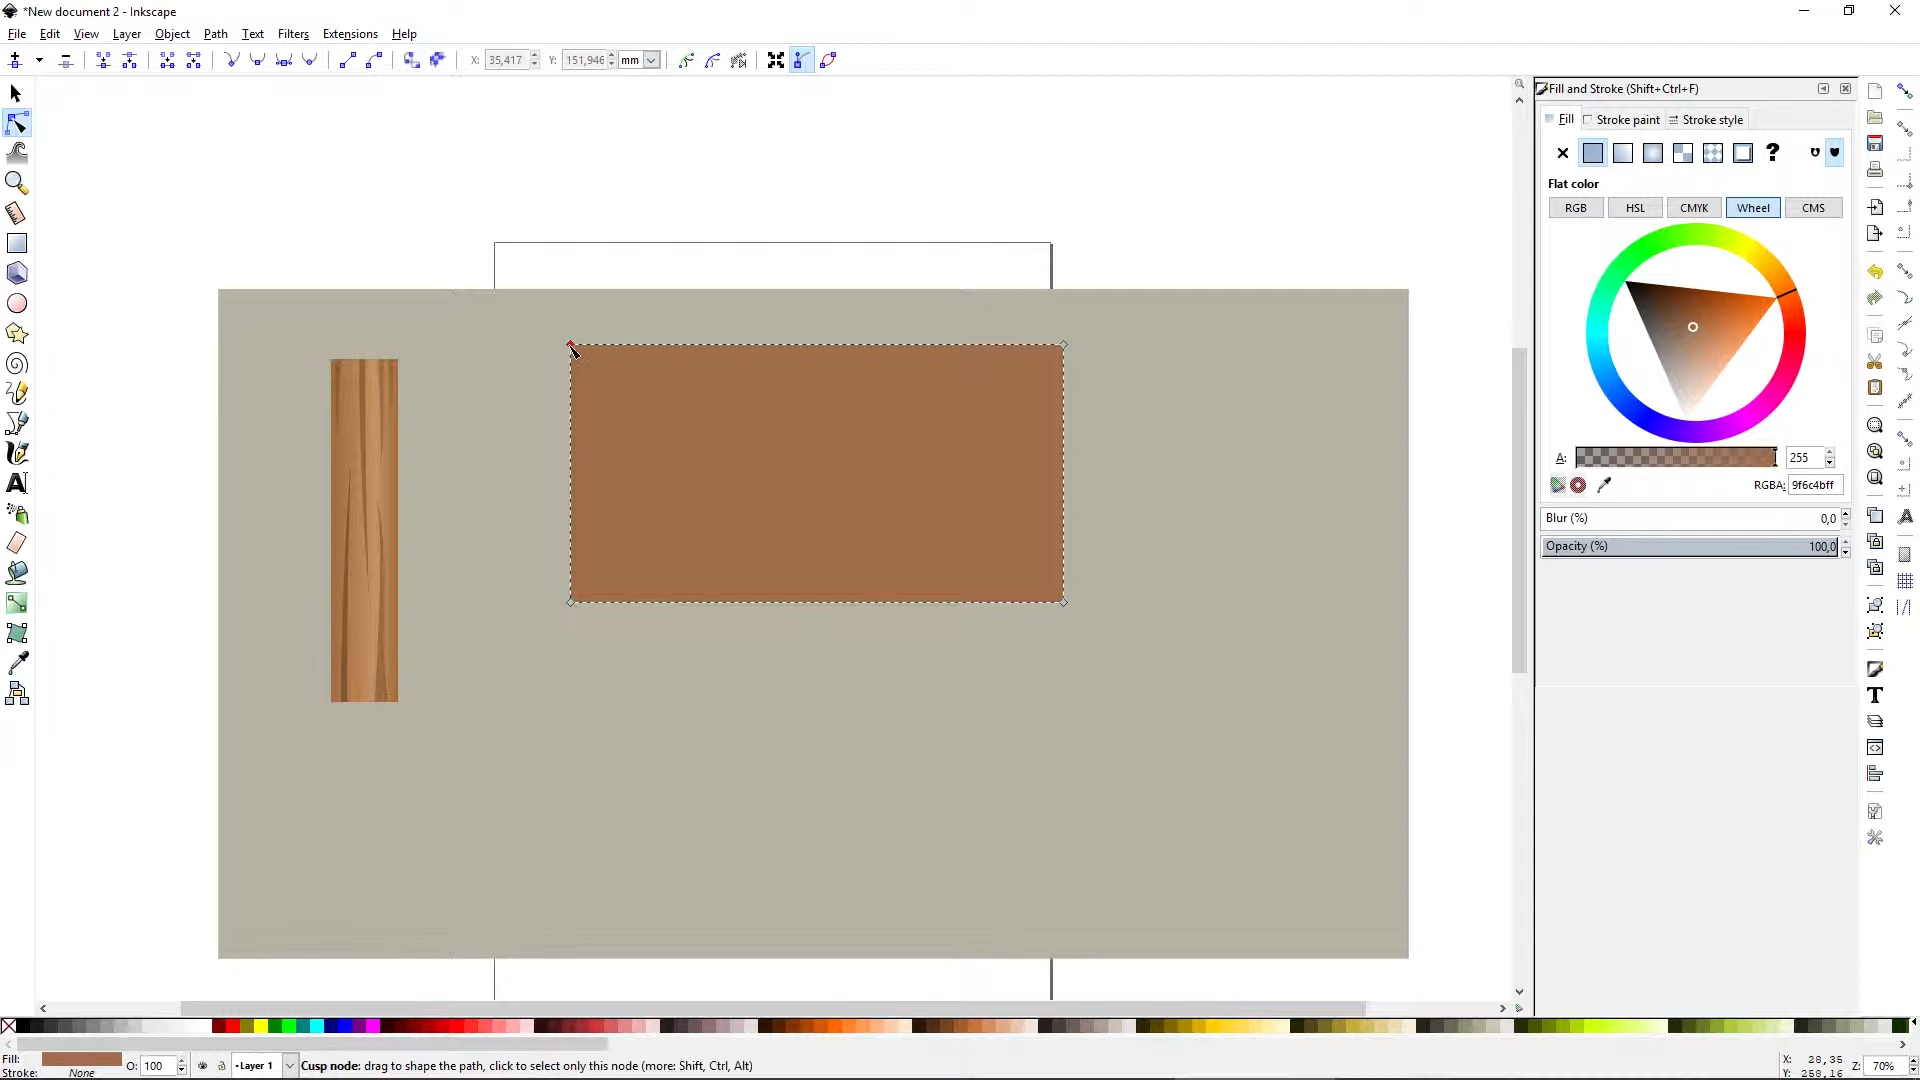 *New document 2 - Inkscape
File Edit View Layer Object Path Text Filters Extensions Help
X: 35,417 Y: 151,946 mm
Fill and Stroke (Shift+Ctrl+F)
Fill Stroke paint Stroke style
Flat color
RGB HSL CMYK Wheel CMS
A: 255
RGBA: 9f6c4bff
Blur (%) 0,0
Opacity (%) 100,0
Fill:
Stroke: None
O: 100
Layer 1
Cusp node: drag to shape the path, click to select only this node (more: Shift, Ctrl, Alt)
X: 28,35
Y: 258,16
Z: 70%